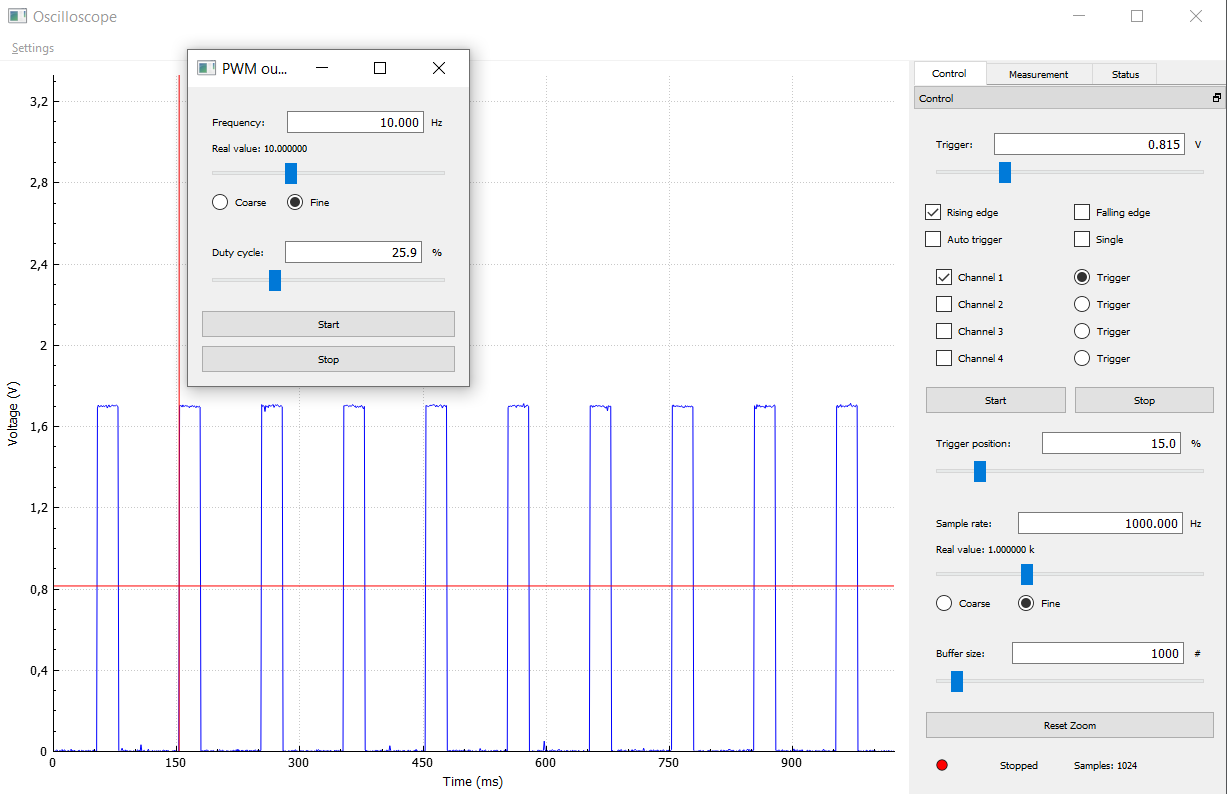 Oscilloscope
Settings
PWM ou...
Frequency: 10.000 Hz
Real value: 10.000000
Coarse Fine
Duty cycle: 25.9 %
Start
Stop
3,2
2,8
2,4
2
1,6
1,2
0,8
0,4
0
Voltage (V)
0 150 300 450 600 750 900
Time (ms)
Control Measurement Status
Control
Trigger: 0.815 V
Rising edge Falling edge
Auto trigger Single
Channel 1 Trigger
Channel 2 Trigger
Channel 3 Trigger
Channel 4 Trigger
Start Stop
Trigger position: 15.0 %
Sample rate: 1000.000 Hz
Real value: 1.000000 k
Coarse Fine
Buffer size: 1000 #
Reset Zoom
Stopped Samples: 1024